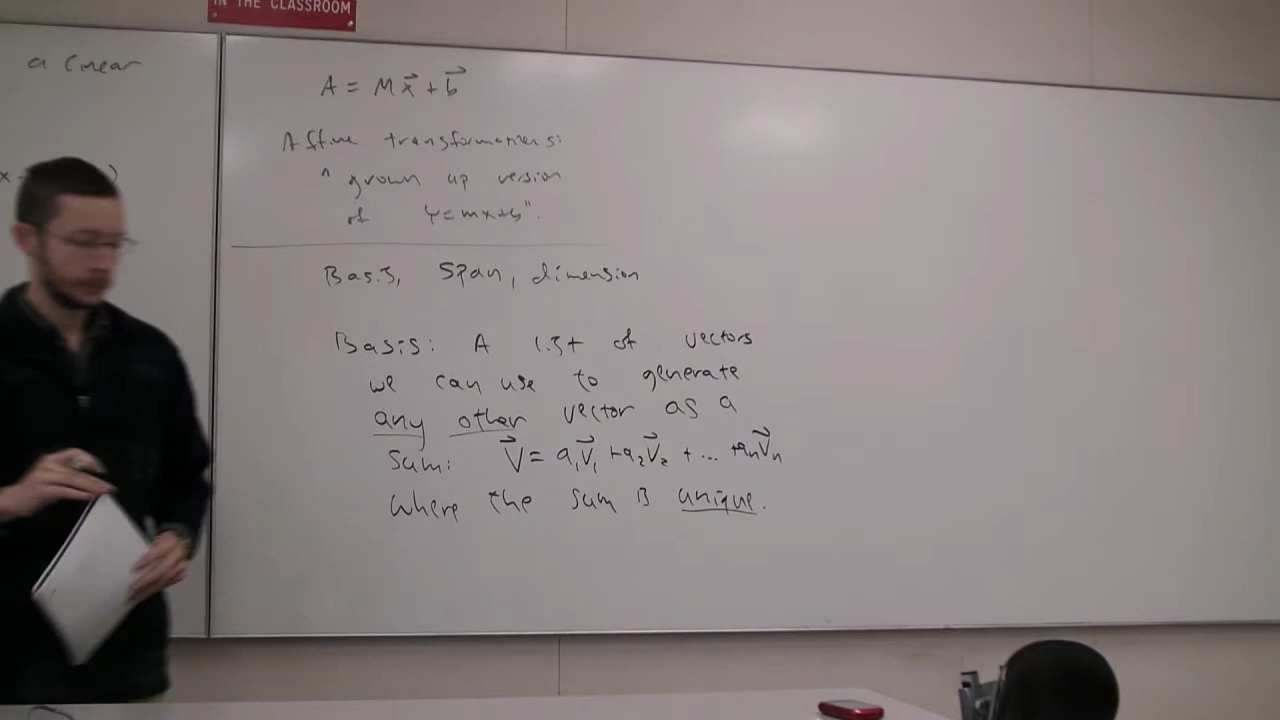 IN THE CLASSROOM
a linear
x
)
A = Mx⃗ + b⃗
Affine transformations:
" grown up version
of y=mx+b".
Basis, span, dimension
Basis: A list of vectors
we can use to generate
any other vector as a
sum: v⃗ = a₁v⃗₁ + a₂v⃗₂ + ... + aₙv⃗ₙ
where the sum is unique.